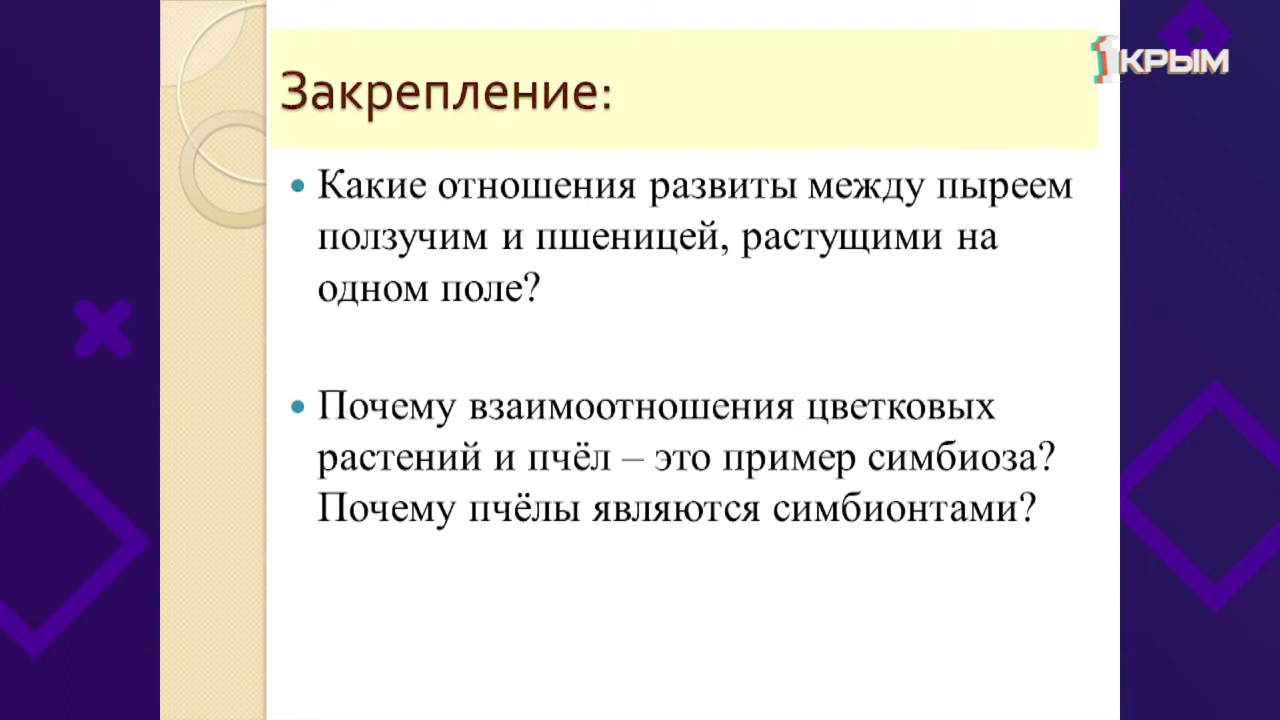 1 КРЫМ
Закрепление:
• Какие отношения развиты между пыреем
ползучим и пшеницей, растущими на
одном поле?
• Почему взаимоотношения цветковых
растений и пчёл – это пример симбиоза?
Почему пчёлы являются симбионтами?